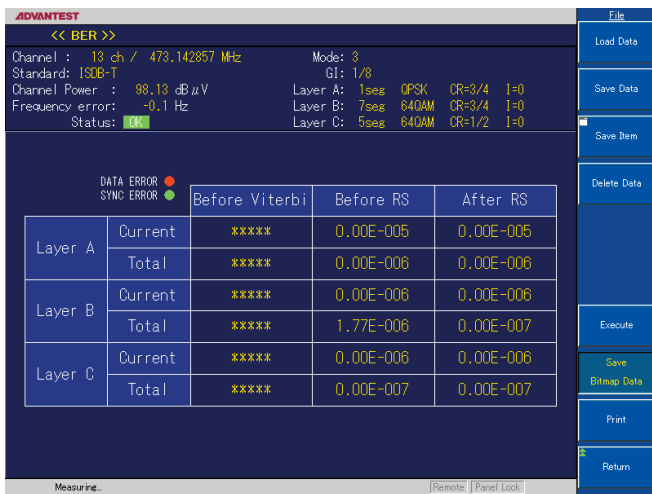 ADVANTEST
<< BER >>
Channel : 13 ch / 473.142857 MHz Mode: 3
Standard: ISDB-T GI: 1/8
Channel Power : 98.13 dBμV Layer A: 1seg QPSK CR=3/4 I=0
Frequency error: -0.1 Hz Layer B: 7seg 64QAM CR=3/4 I=0
Status: OK Layer C: 5seg 64QAM CR=1/2 I=0
DATA ERROR
SYNC ERROR
Before Viterbi Before RS After RS
Layer A
Current ***** 0.00E-005 0.00E-005
Total ***** 0.00E-006 0.00E-006
Layer B
Current ***** 0.00E-006 0.00E-006
Total ***** 1.77E-006 0.00E-007
Layer C
Current ***** 0.00E-006 0.00E-006
Total ***** 0.00E-007 0.00E-007
Measuring...
Remote Panel Lock
File
Load Data
Save Data
Save Item
Delete Data
Execute
Save
Bitmap Data
Print
Return